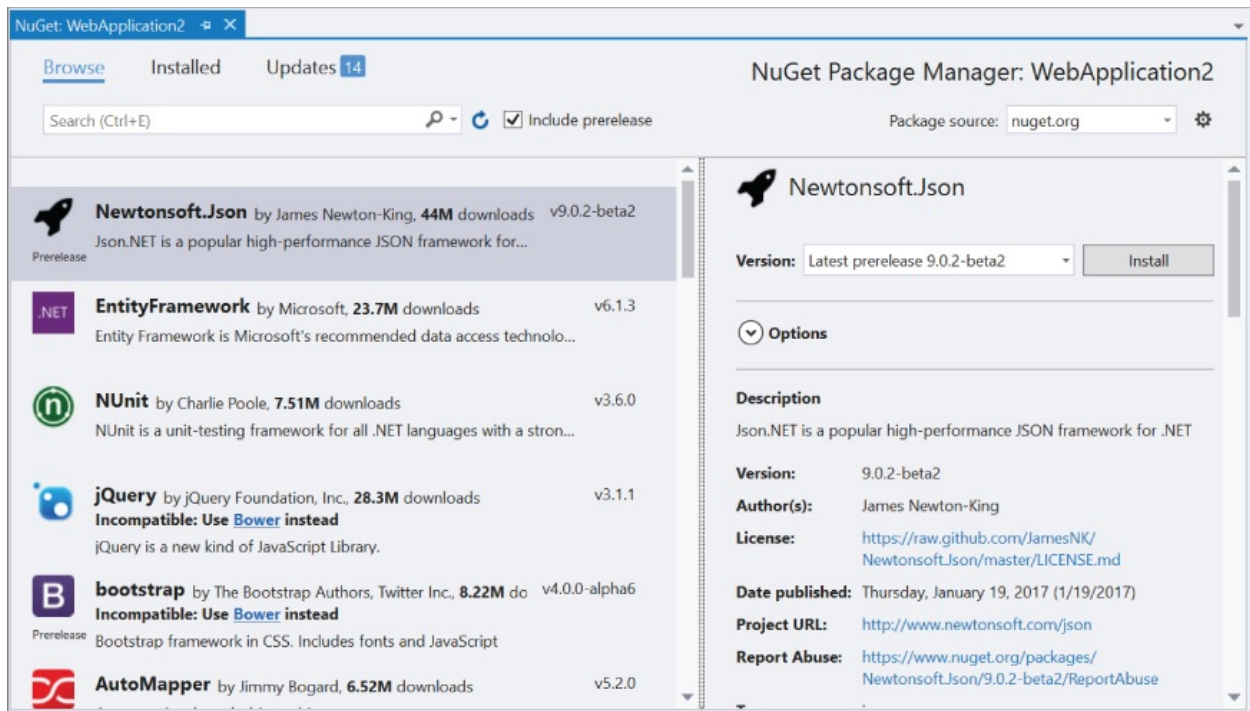 NuGet: WebApplication2
Browse Installed Updates 14
NuGet Package Manager: WebApplication2
Search (Ctrl+E)
Include prerelease
Package source: nuget.org
Newtonsoft.Json by James Newton-King, 44M downloads v9.0.2-beta2
Json.NET is a popular high-performance JSON framework for...
Prerelease
.NET
EntityFramework by Microsoft, 23.7M downloads v6.1.3
Entity Framework is Microsoft's recommended data access technolo...
n
NUnit by Charlie Poole, 7.51M downloads v3.6.0
NUnit is a unit-testing framework for all .NET languages with a stron...
jQuery by jQuery Foundation, Inc., 28.3M downloads v3.1.1
Incompatible: Use Bower instead
jQuery is a new kind of JavaScript Library.
B
bootstrap by The Bootstrap Authors, Twitter Inc., 8.22M do v4.0.0-alpha6
Incompatible: Use Bower instead
Prerelease
Bootstrap framework in CSS. Includes fonts and JavaScript
AutoMapper by Jimmy Bogard, 6.52M downloads v5.2.0
Newtonsoft.Json
Version: Latest prerelease 9.0.2-beta2 Install
Options
Description
Json.NET is a popular high-performance JSON framework for .NET
Version: 9.0.2-beta2
Author(s): James Newton-King
License: https://raw.github.com/JamesNK/
Newtonsoft.Json/master/LICENSE.md
Date published: Thursday, January 19, 2017 (1/19/2017)
Project URL: http://www.newtonsoft.com/json
Report Abuse: https://www.nuget.org/packages/
Newtonsoft.Json/9.0.2-beta2/ReportAbuse